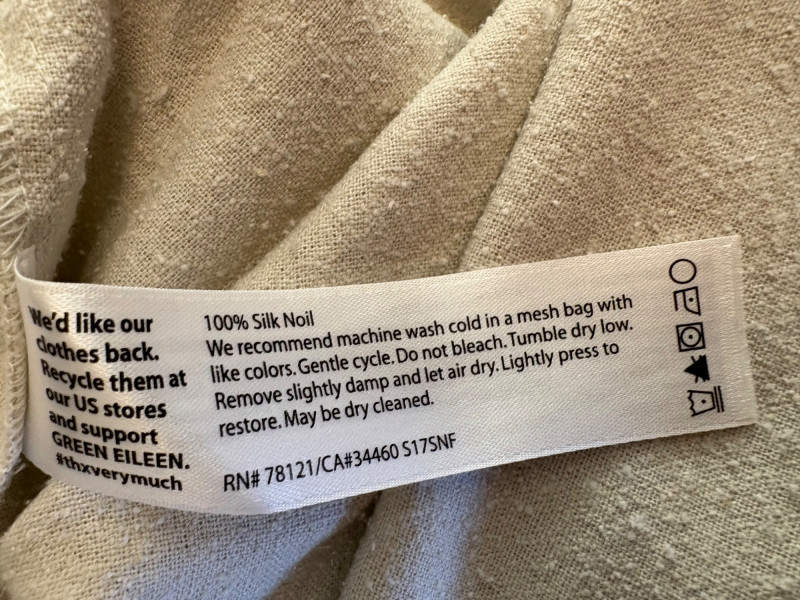 We'd like our
clothes back.
Recycle them at
our US stores
and support
GREEN EILEEN.
#thxverymuch
100% Silk Noil
We recommend machine wash cold in a mesh bag with
like colors. Gentle cycle. Do not bleach. Tumble dry low.
Remove slightly damp and let air dry. Lightly press to
restore. May be dry cleaned.
RN# 78121/CA#34460 S17SNF